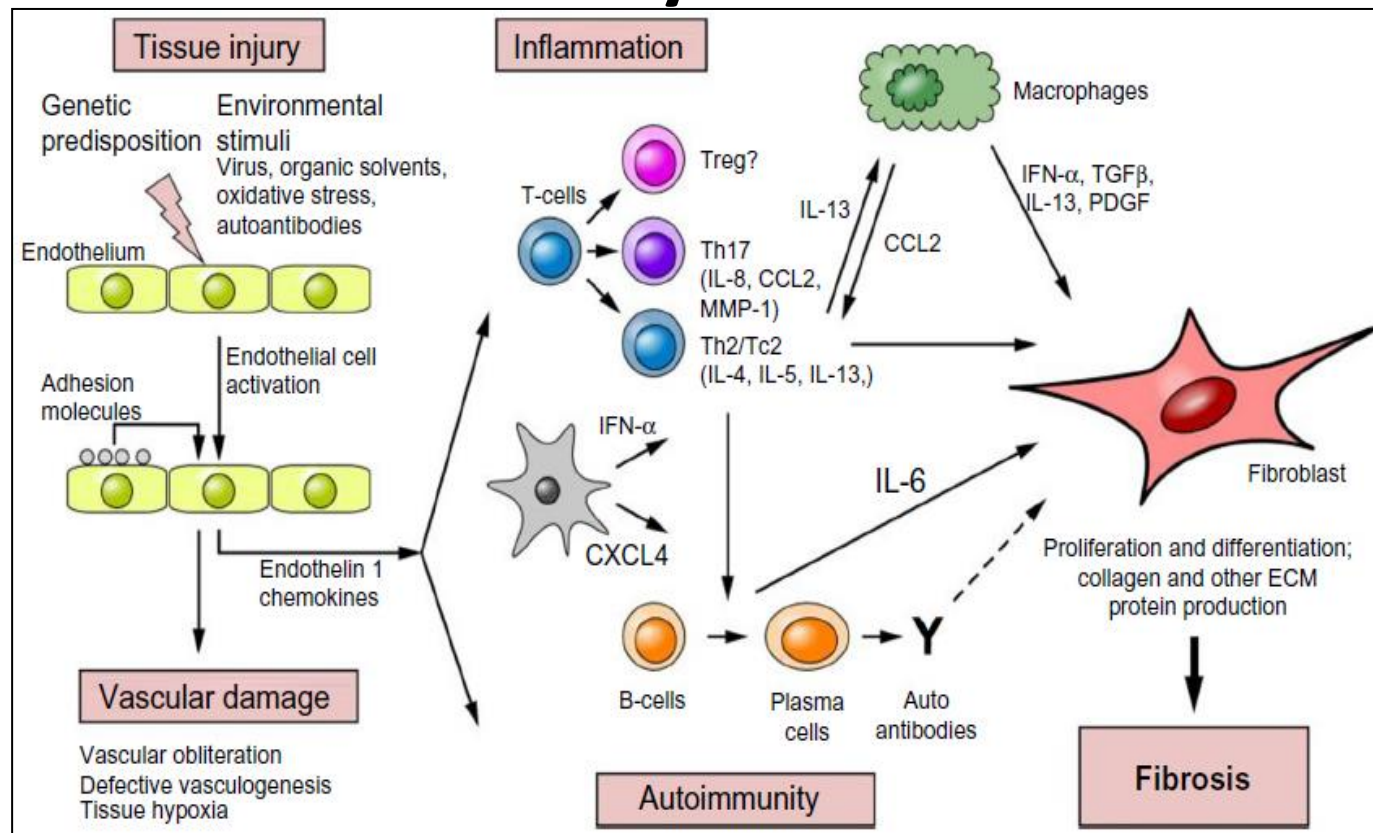 Tissue injury
Genetic
predisposition
Environmental
stimuli
Virus, organic solvents,
oxidative stress,
autoantibodies
Endothelium
Endothelial cell
activation
Adhesion
molecules
Endothelin 1
chemokines
Vascular damage
Vascular obliteration
Defective vasculogenesis
Tissue hypoxia
Inflammation
T-cells
Treg?
Th17
(IL-8, CCL2,
MMP-1)
Th2/Tc2
(IL-4, IL-5, IL-13,)
IL-13
CCL2
Macrophages
IFN-α, TGFβ,
IL-13, PDGF
IFN-α
CXCL4
IL-6
B-cells
Plasma
cells
Y
Auto
antibodies
Autoimmunity
Fibroblast
Proliferation and differentiation;
collagen and other ECM
protein production
Fibrosis